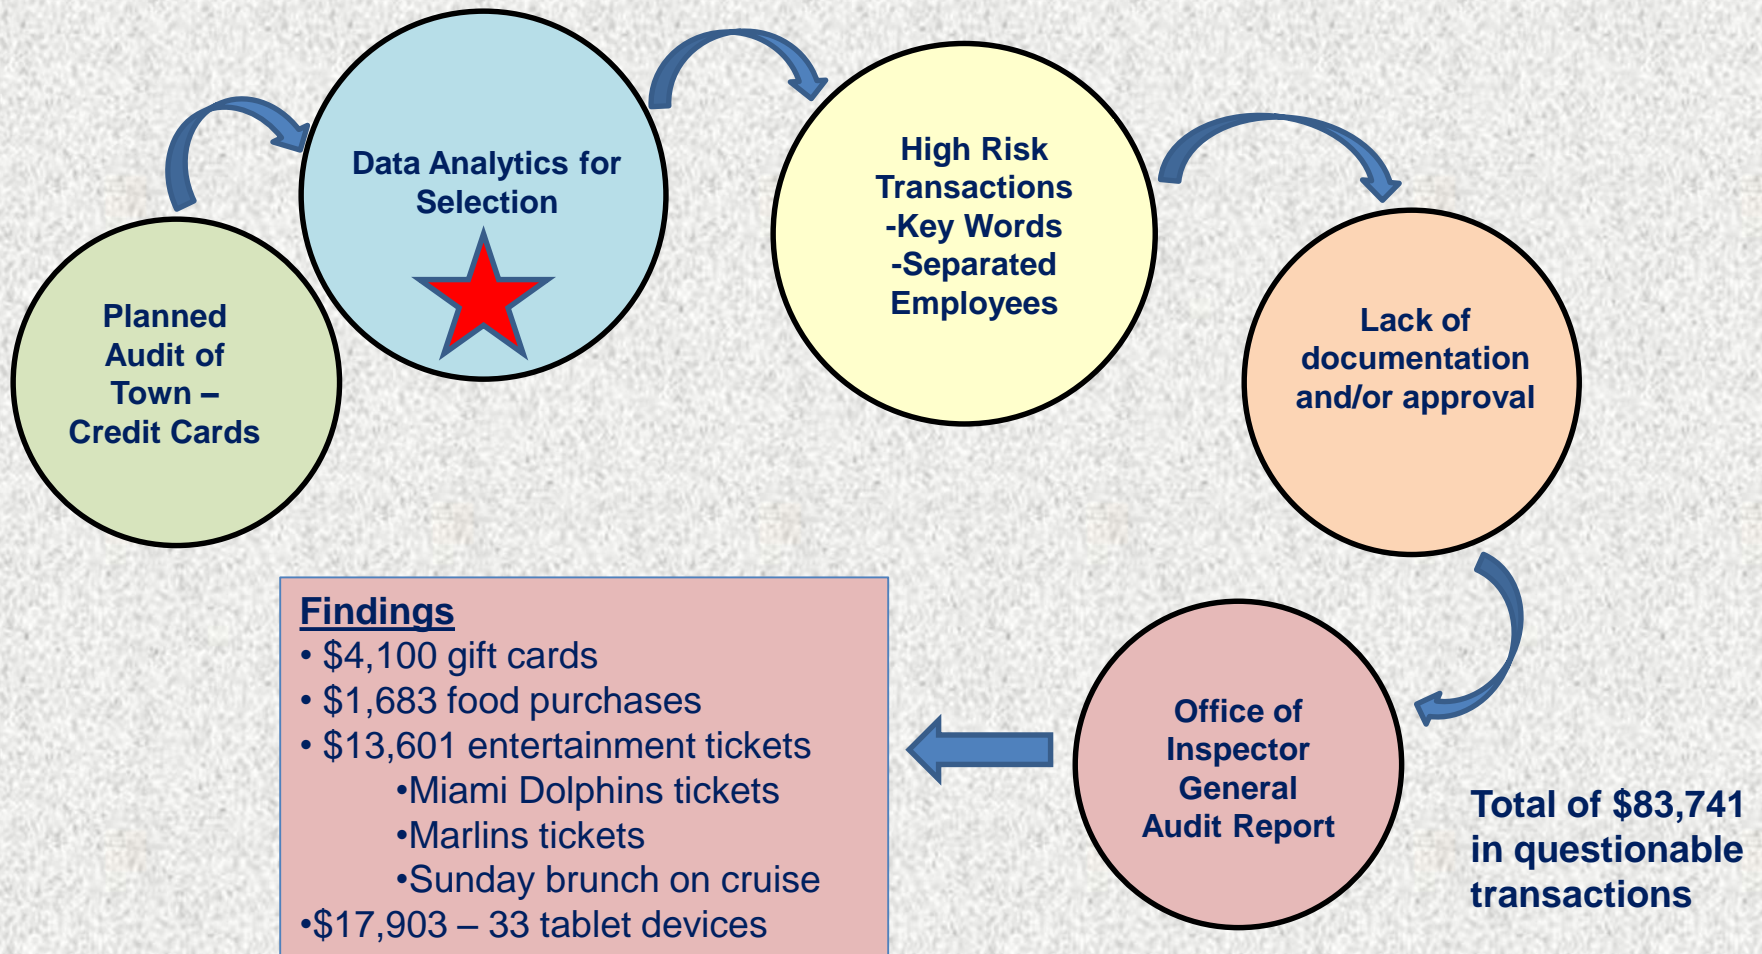 Planned
Audit of
Town –
Credit Cards
Data Analytics for
Selection
High Risk
Transactions
-Key Words
-Separated
Employees
Lack of
documentation
and/or approval
Office of
Inspector
General
Audit Report
Total of $83,741
in questionable
transactions
Findings
• $4,100 gift cards
• $1,683 food purchases
• $13,601 entertainment tickets
•Miami Dolphins tickets
•Marlins tickets
•Sunday brunch on cruise
•$17,903 – 33 tablet devices